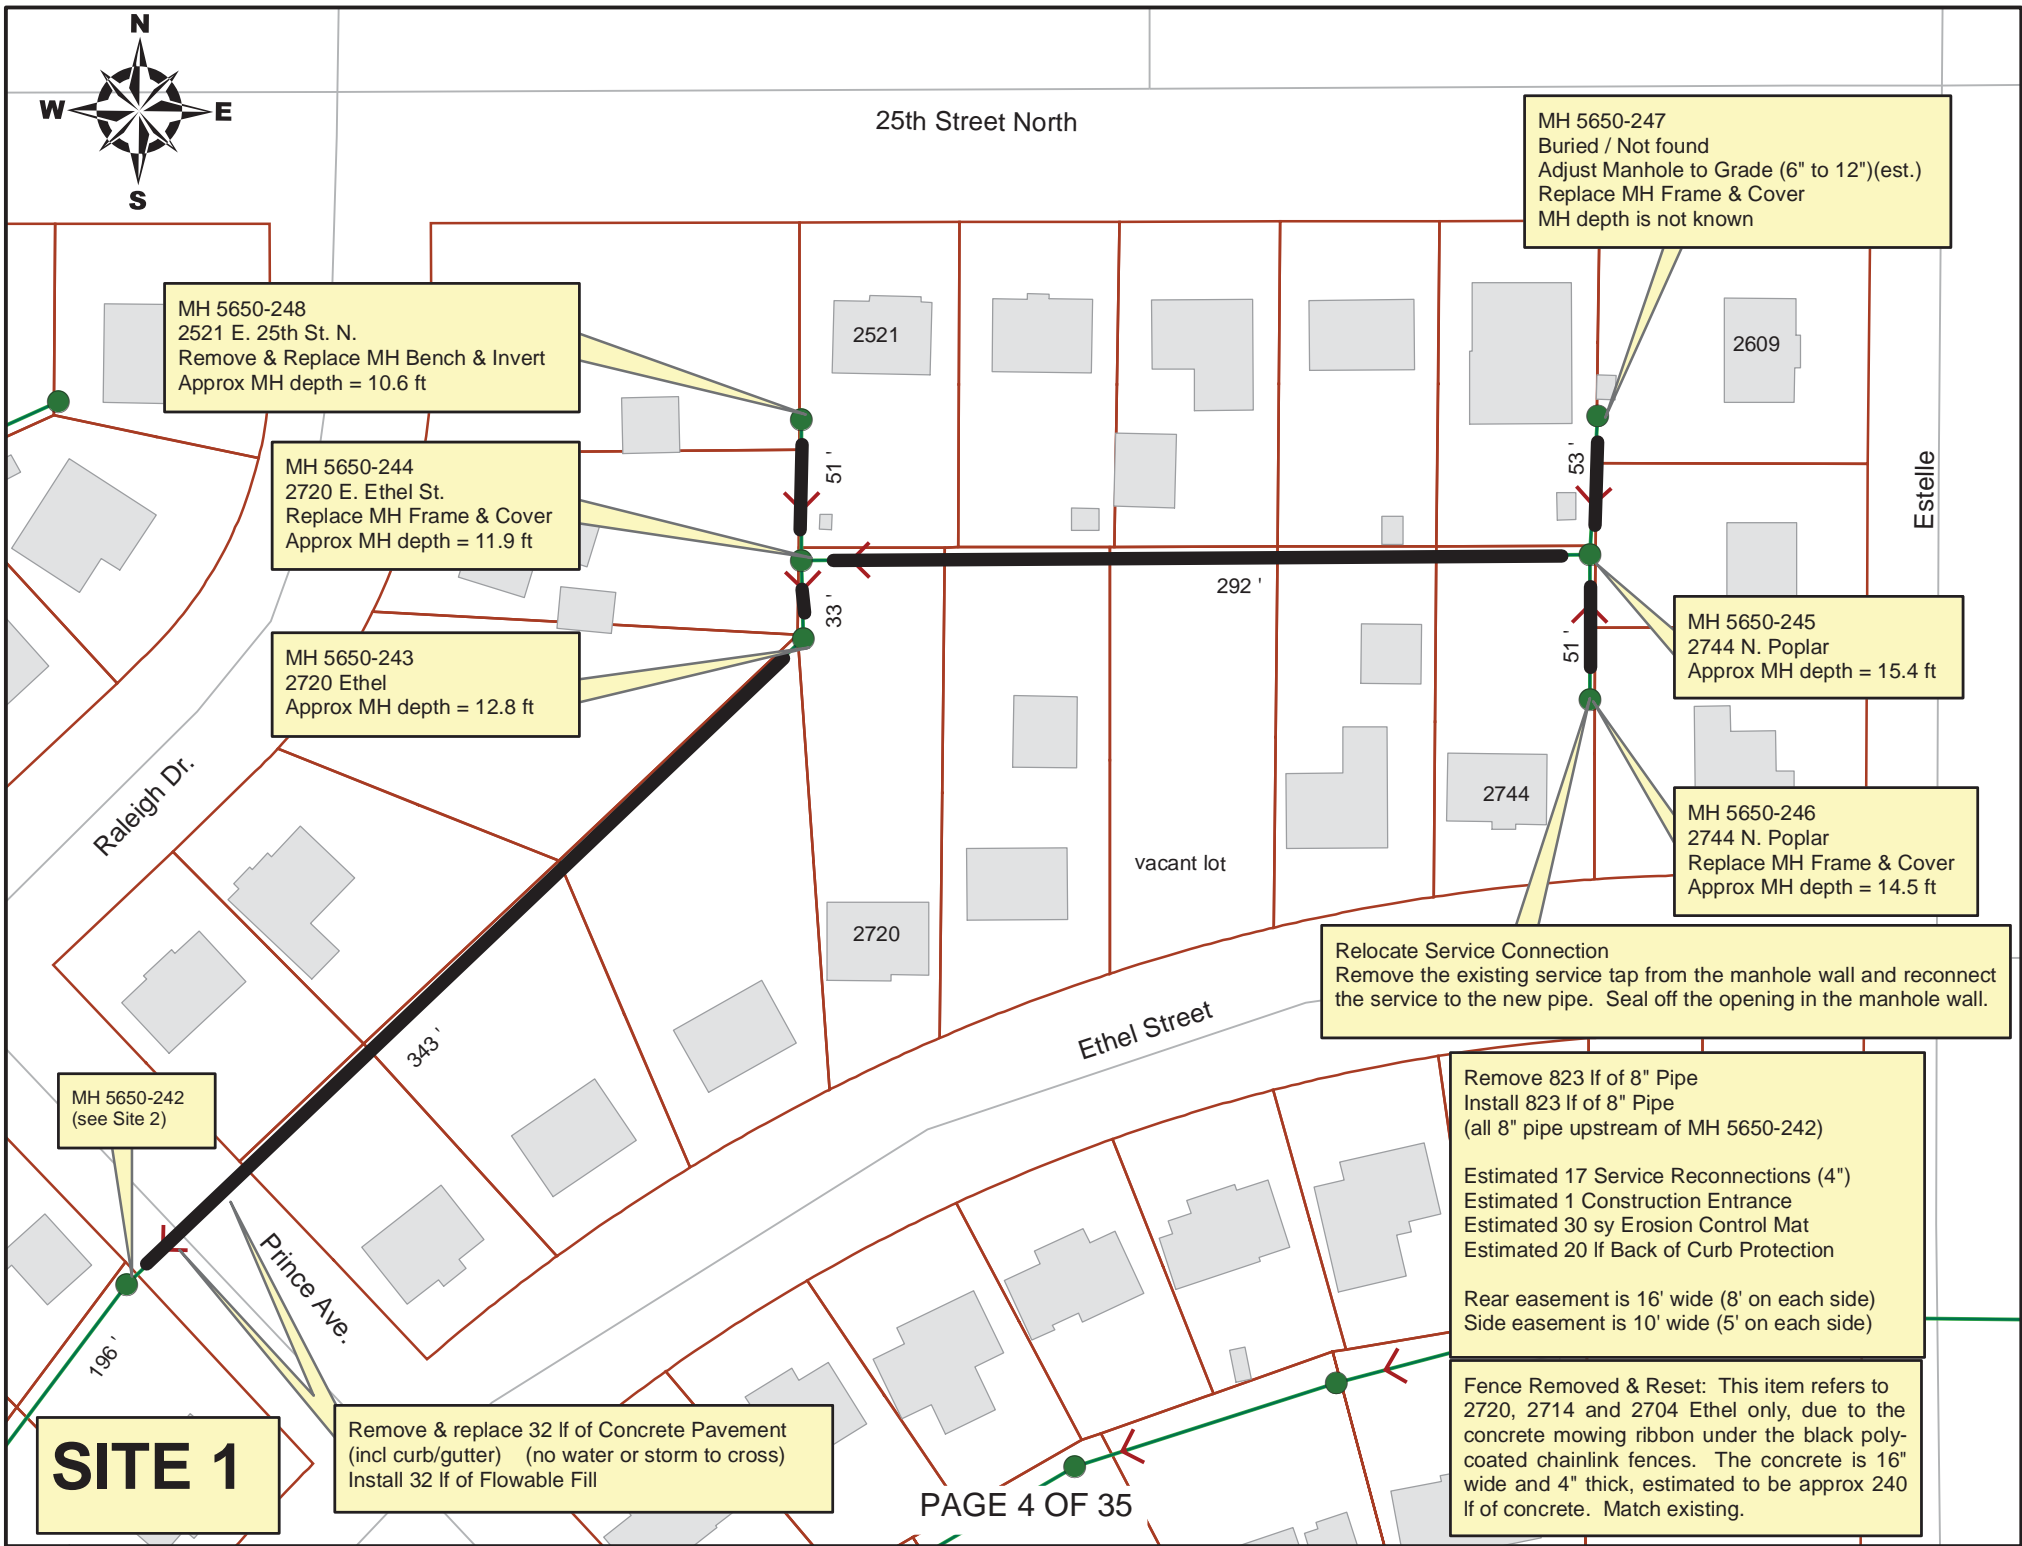 N
W
E
S
25th Street North
MH 5650-247
Buried / Not found
Adjust Manhole to Grade (6" to 12")(est.)
Replace MH Frame & Cover
MH depth is not known
MH 5650-248
2521 E. 25th St. N.
Remove & Replace MH Bench & Invert
Approx MH depth = 10.6 ft
2521
2609
MH 5650-244
2720 E. Ethel St.
Replace MH Frame & Cover
Approx MH depth = 11.9 ft
51 '
53 '
Estelle
292 '
33 '
51 '
MH 5650-243
2720 Ethel
Approx MH depth = 12.8 ft
MH 5650-245
2744 N. Poplar
Approx MH depth = 15.4 ft
Raleigh Dr.
2744
MH 5650-246
2744 N. Poplar
Replace MH Frame & Cover
Approx MH depth = 14.5 ft
vacant lot
2720
Relocate Service Connection
Remove the existing service tap from the manhole wall and reconnect
the service to the new pipe.  Seal off the opening in the manhole wall.
Ethel Street
343 '
MH 5650-242
(see Site 2)
Remove 823 lf of 8" Pipe
Install 823 lf of 8" Pipe
(all 8" pipe upstream of MH 5650-242)
Estimated 17 Service Reconnections (4")
Estimated 1 Construction Entrance
Estimated 30 sy Erosion Control Mat
Estimated 20 lf Back of Curb Protection
Rear easement is 16' wide (8' on each side)
Side easement is 10' wide (5' on each side)
Prince Ave.
196 '
Fence Removed & Reset:  This item refers to
2720, 2714 and 2704 Ethel only, due to the
concrete mowing ribbon under the black poly-
coated chainlink fences.  The concrete is 16"
wide and 4" thick, estimated to be approx 240
lf of concrete.  Match existing.
SITE 1
Remove & replace 32 lf of Concrete Pavement
(incl curb/gutter)    (no water or storm to cross)
Install 32 lf of Flowable Fill
PAGE 4 OF 35